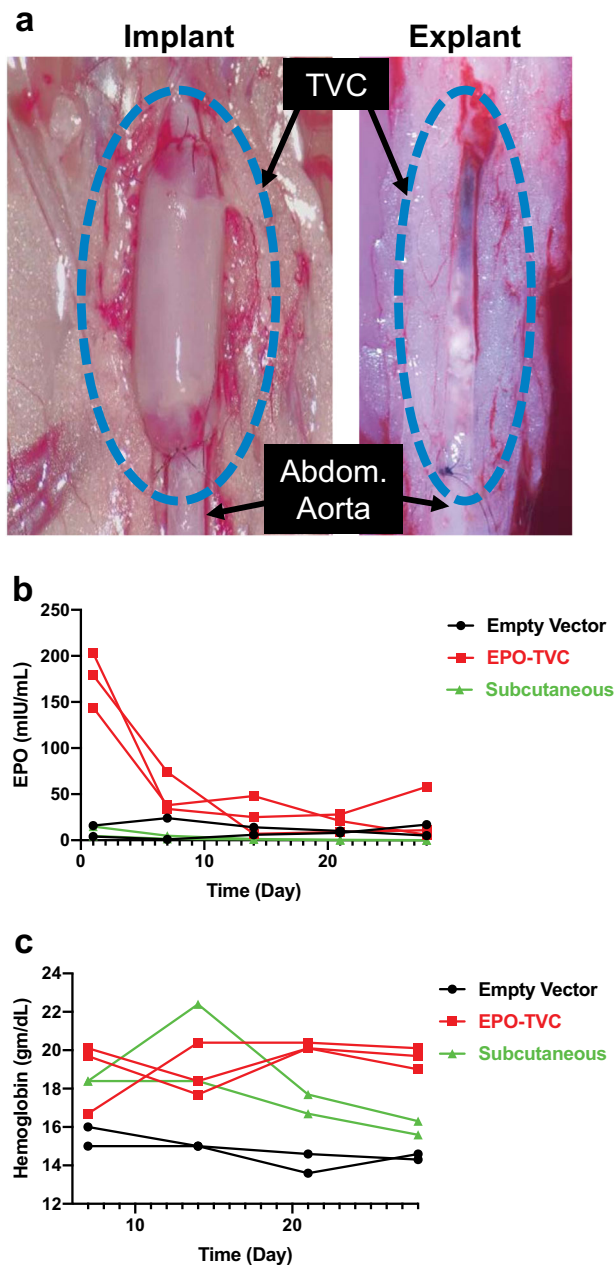 a
Implant
Explant
TVC
Abdom.
Aorta
b
250
200
150
100
50
0
0
10
20
EPO (mIU/mL)
Time (Day)
Empty Vector
EPO-TVC
Subcutaneous
c
24
22
20
18
16
14
12
10
20
Hemoglobin (gm/dL)
Time (Day)
Empty Vector
EPO-TVC
Subcutaneous